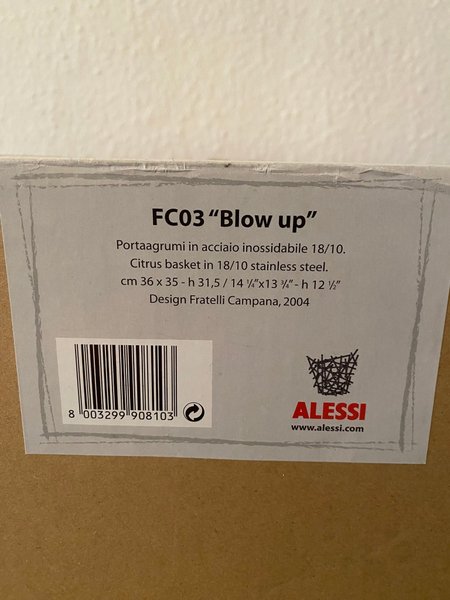 FC03 “Blow up”
Portaagrumi in acciaio inossidabile 18/10.
Citrus basket in 18/10 stainless steel.
cm 36 x 35 - h 31,5 / 14 ¼”x13 ¾” - h 12 ½”
Design Fratelli Campana, 2004
8 003299 908103
ALESSI
www.alessi.com